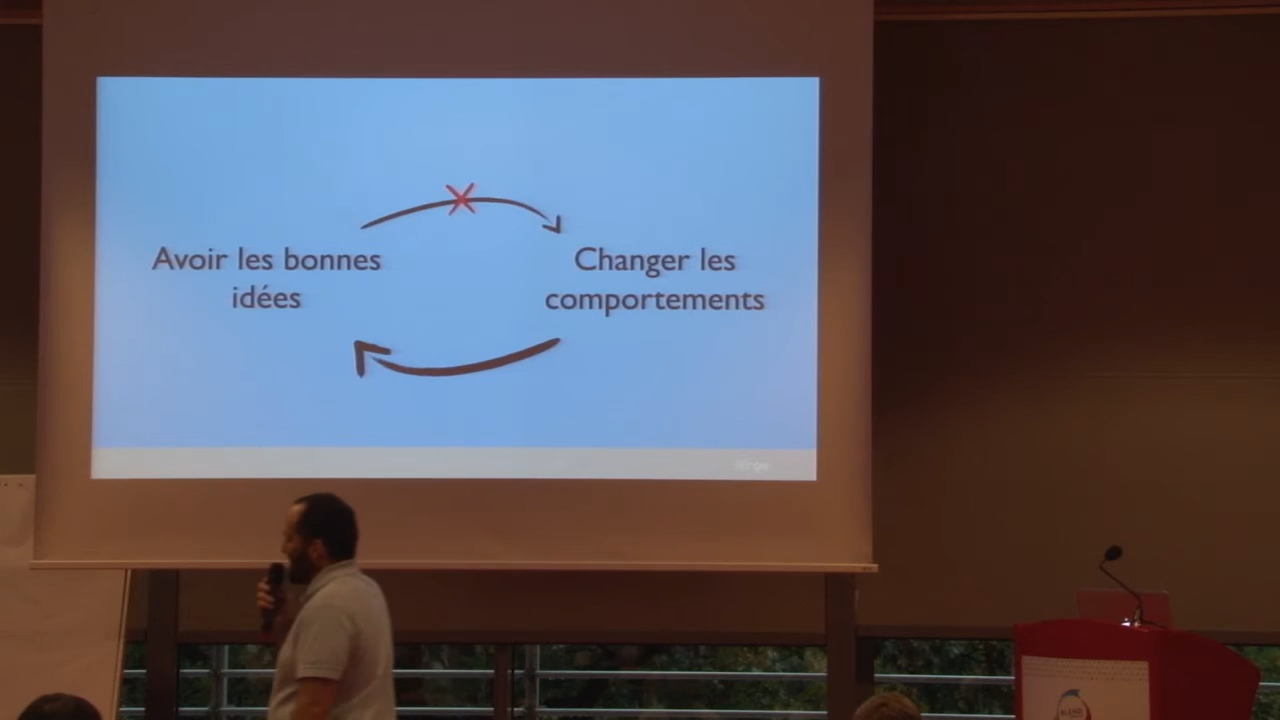 Avoir les bonnes
idées
Changer les
comportements